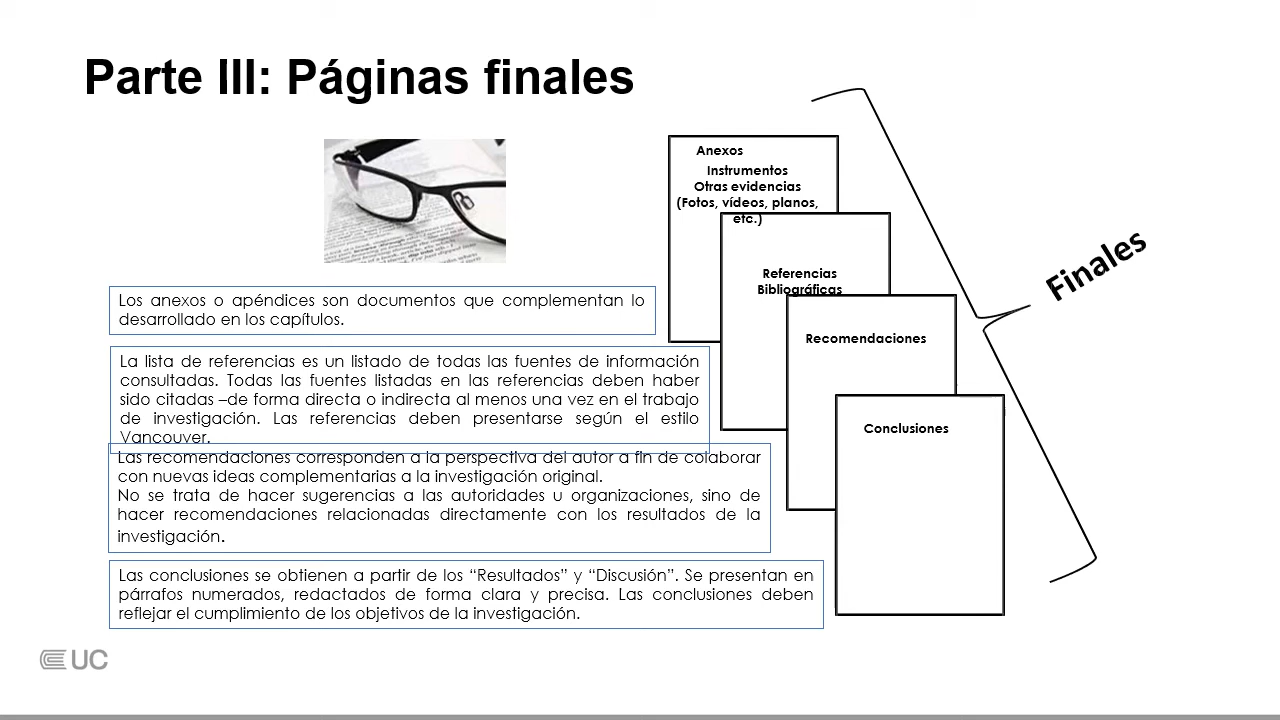 Parte III: Páginas finales
Anexos
Instrumentos
Otras evidencias
(Fotos, vídeos, planos,
etc.)
Referencias
Bibliográficas
Recomendaciones
Conclusiones
Finales
Los anexos o apéndices son documentos que complementan lo
desarrollado en los capítulos.
La lista de referencias es un listado de todas las fuentes de información
consultadas. Todas las fuentes listadas en las referencias deben haber
sido citadas –de forma directa o indirecta al menos una vez en el trabajo
de investigación. Las referencias deben presentarse según el estilo
Vancouver.
Las recomendaciones corresponden a la perspectiva del autor a fin de colaborar
con nuevas ideas complementarias a la investigación original.
No se trata de hacer sugerencias a las autoridades u organizaciones, sino de
hacer recomendaciones relacionadas directamente con los resultados de la
investigación.
Las conclusiones se obtienen a partir de los “Resultados” y “Discusión”. Se presentan en
párrafos numerados, redactados de forma clara y precisa. Las conclusiones deben
reflejar el cumplimiento de los objetivos de la investigación.
UC